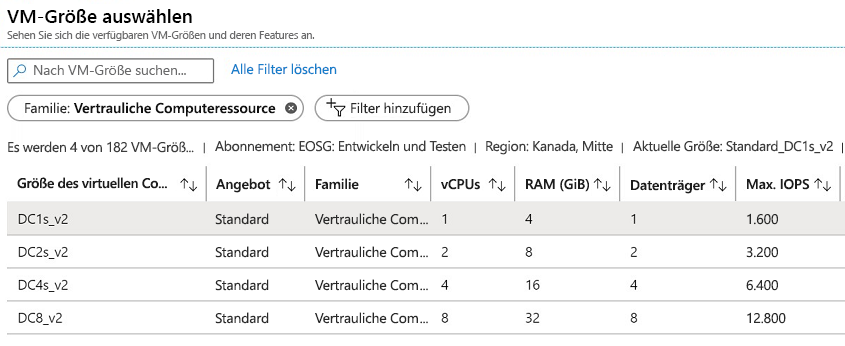 VM-Größe auswählen
Sehen Sie sich die verfügbaren VM-Größen und deren Features an.
Nach VM-Größe suchen... Alle Filter löschen
Familie: Vertrauliche Computeressource Filter hinzufügen
Es werden 4 von 182 VM-Größ... | Abonnement: EOSG: Entwickeln und Testen | Region: Kanada, Mitte | Aktuelle Größe: Standard_DC1s_v2 |
Größe des virtuellen Co... Angebot Familie vCPUs RAM (GiB) Datenträger Max. IOPS
DC1s_v2 Standard Vertrauliche Com... 1 4 1 1.600
DC2s_v2 Standard Vertrauliche Com... 2 8 2 3.200
DC4s_v2 Standard Vertrauliche Com... 4 16 4 6.400
DC8_v2 Standard Vertrauliche Com... 8 32 8 12.800